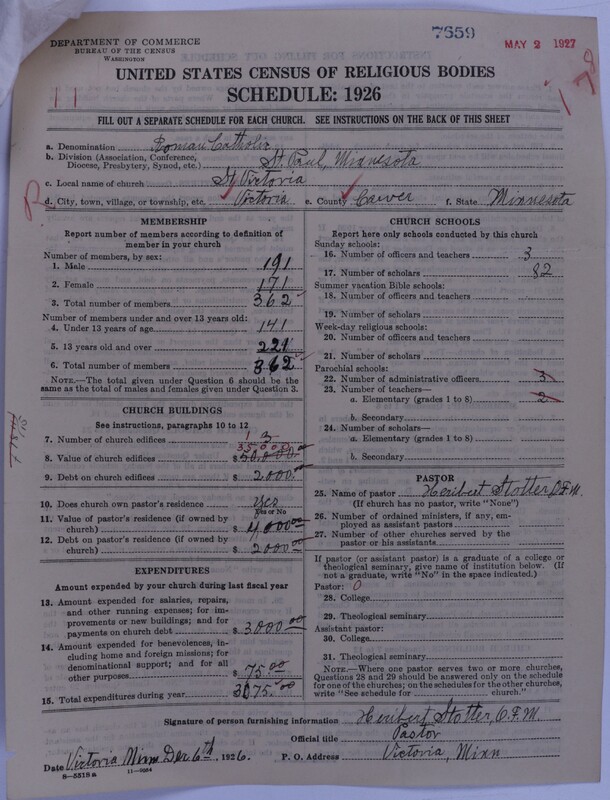 DEPARTMENT OF COMMERCE
BUREAU OF THE CENSUS
WASHINGTON
7659
MAY 2 1927
178
11
UNITED STATES CENSUS OF RELIGIOUS BODIES
SCHEDULE: 1926
FILL OUT A SEPARATE SCHEDULE FOR EACH CHURCH. SEE INSTRUCTIONS ON THE BACK OF THIS SHEET
a. Denomination Roman Catholic
b. Division (Association, Conference, Diocese, Presbytery, Synod, etc.) St. Paul, Minnesota
c. Local name of church St Victoria
R
d. City, town, village, or township, etc. Victoria e. County Carver f. State Minnesota
MEMBERSHIP
Report number of members according to definition of member in your church
Number of members, by sex:
1. Male 191
2. Female 171
3. Total number of members 362
Number of members under and over 13 years old:
4. Under 13 years of age 141
5. 13 years old and over 221
6. Total number of members 362
NOTE.—The total given under Question 6 should be the same as the total of males and females given under Question 3.
CHURCH BUILDINGS
See instructions, paragraphs 10 to 12
7. Number of church edifices 1 3
35,000
8. Value of church edifices $50,000.00
9. Debt on church edifices $2000.00
10. Does church own pastor's residence yes
Yes or No
11. Value of pastor's residence (if owned by church) $4000.00
12. Debt on pastor's residence (if owned by church) $2000.00
EXPENDITURES
Amount expended by your church during last fiscal year
13. Amount expended for salaries, repairs, and other running expenses; for improvements or new buildings; and for payments on church debt $3000.00
14. Amount expended for benevolences, including home and foreign missions; for denominational support; and for all other purposes $75.00
15. Total expenditures during year 3075.00
CHURCH SCHOOLS
Report here only schools conducted by this church
Sunday schools:
16. Number of officers and teachers 3
17. Number of scholars 82
Summer vacation Bible schools:
18. Number of officers and teachers
19. Number of scholars
Week-day religious schools:
20. Number of officers and teachers
21. Number of scholars
Parochial schools:
22. Number of administrative officers 3
23. Number of teachers—
a. Elementary (grades 1 to 8) 2
b. Secondary
24. Number of scholars—
a. Elementary (grades 1 to 8)
b. Secondary
PASTOR
25. Name of pastor Heribert Stotter, O.F.M.
(If church has no pastor, write "None")
26. Number of ordained ministers, if any, employed as assistant pastors
27. Number of other churches served by the pastor or his assistants
If pastor (or assistant pastor) is a graduate of a college or theological seminary, give name of institution below. (If not a graduate, write "No" in the space indicated.)
Pastor: 0
28. College
29. Theological seminary
Assistant pastor:
30. College
31. Theological seminary
NOTE.—Where one pastor serves two or more churches, Questions 28 and 29 should be answered only on the schedule for one of the churches; on the schedules for the other churches, write "See schedule for church."
Signature of person furnishing information Heribert Stotter, O.F.M.
Official title Pastor
Date Victoria Minn Dec 6th, 1926. P. O. Address Victoria, Minn
8—5519a 11—9284